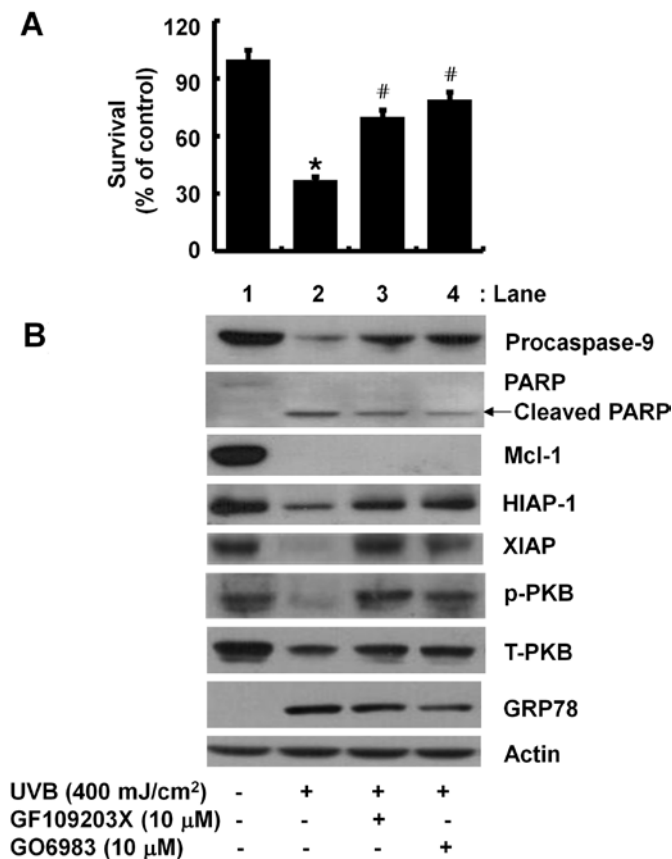 A
Survival
(% of control)
120
90
60
30
0
*
#
#
1 2 3 4 : Lane
B
Procaspase-9
PARP
Cleaved PARP
Mcl-1
HIAP-1
XIAP
p-PKB
T-PKB
GRP78
Actin
UVB (400 mJ/cm²) - + + +
GF109203X (10 μM) - - + -
GO6983 (10 μM) - - - +